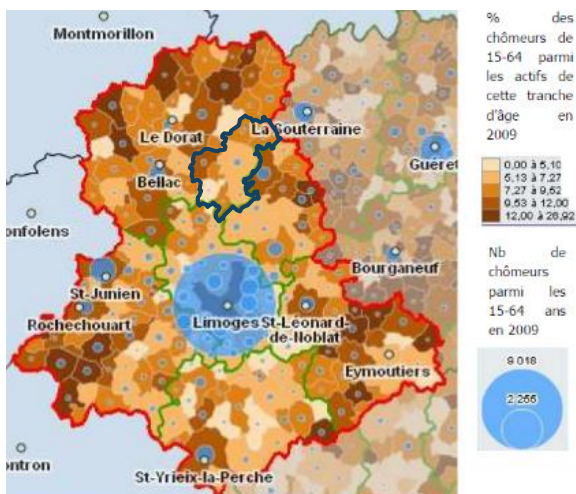 Montmorillon
Le Dorat
La Souterraine
Guéret
Bellac
onfolens
Bourganeuf
St-Junien
Rochechouart
Limoges
St-Léonard-
de-Noblat
Eymoutiers
ontron
St-Yrieix-la-Perche
% des
chômeurs de
15-64 parmi
les actifs de
cette tranche
d'âge en
2009
0,00 à 5,10
5,13 à 7,27
7,27 à 9,52
9,53 à 12,00
12,00 à 26,92
Nb de
chômeurs
parmi les
15-64 ans
en 2009
9 018
2 255